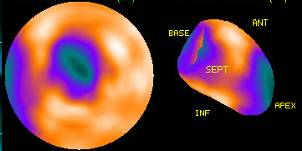 ANT
BASE
SEPT
APEX
INF